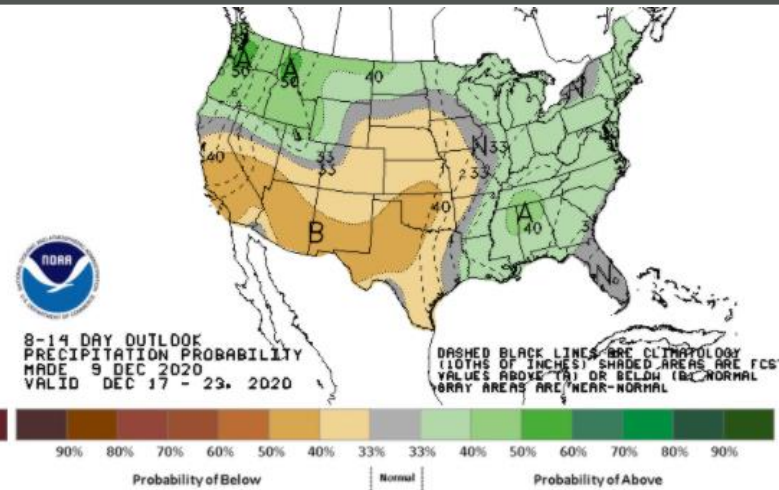 A
50
A
50
40
40
33
33
N
33
2 33
40
B
A
40
N
N
NOAA
8-14 DAY OUTLOOK
PRECIPITATION PROBABILITY
MADE 9 DEC 2020
VALID DEC 17 - 23, 2020
DASHED BLACK LINES ARE CLIMATOLOGY
(10THS OF INCHES) SHADED AREAS ARE FCST
VALUES ABOVE (A) OR BELOW (B) NORMAL
GRAY AREAS ARE NEAR-NORMAL
90% 80% 70% 60% 50% 40% 33% 33% 40% 50% 60% 70% 80% 90%
Probability of Below Normal Probability of Above